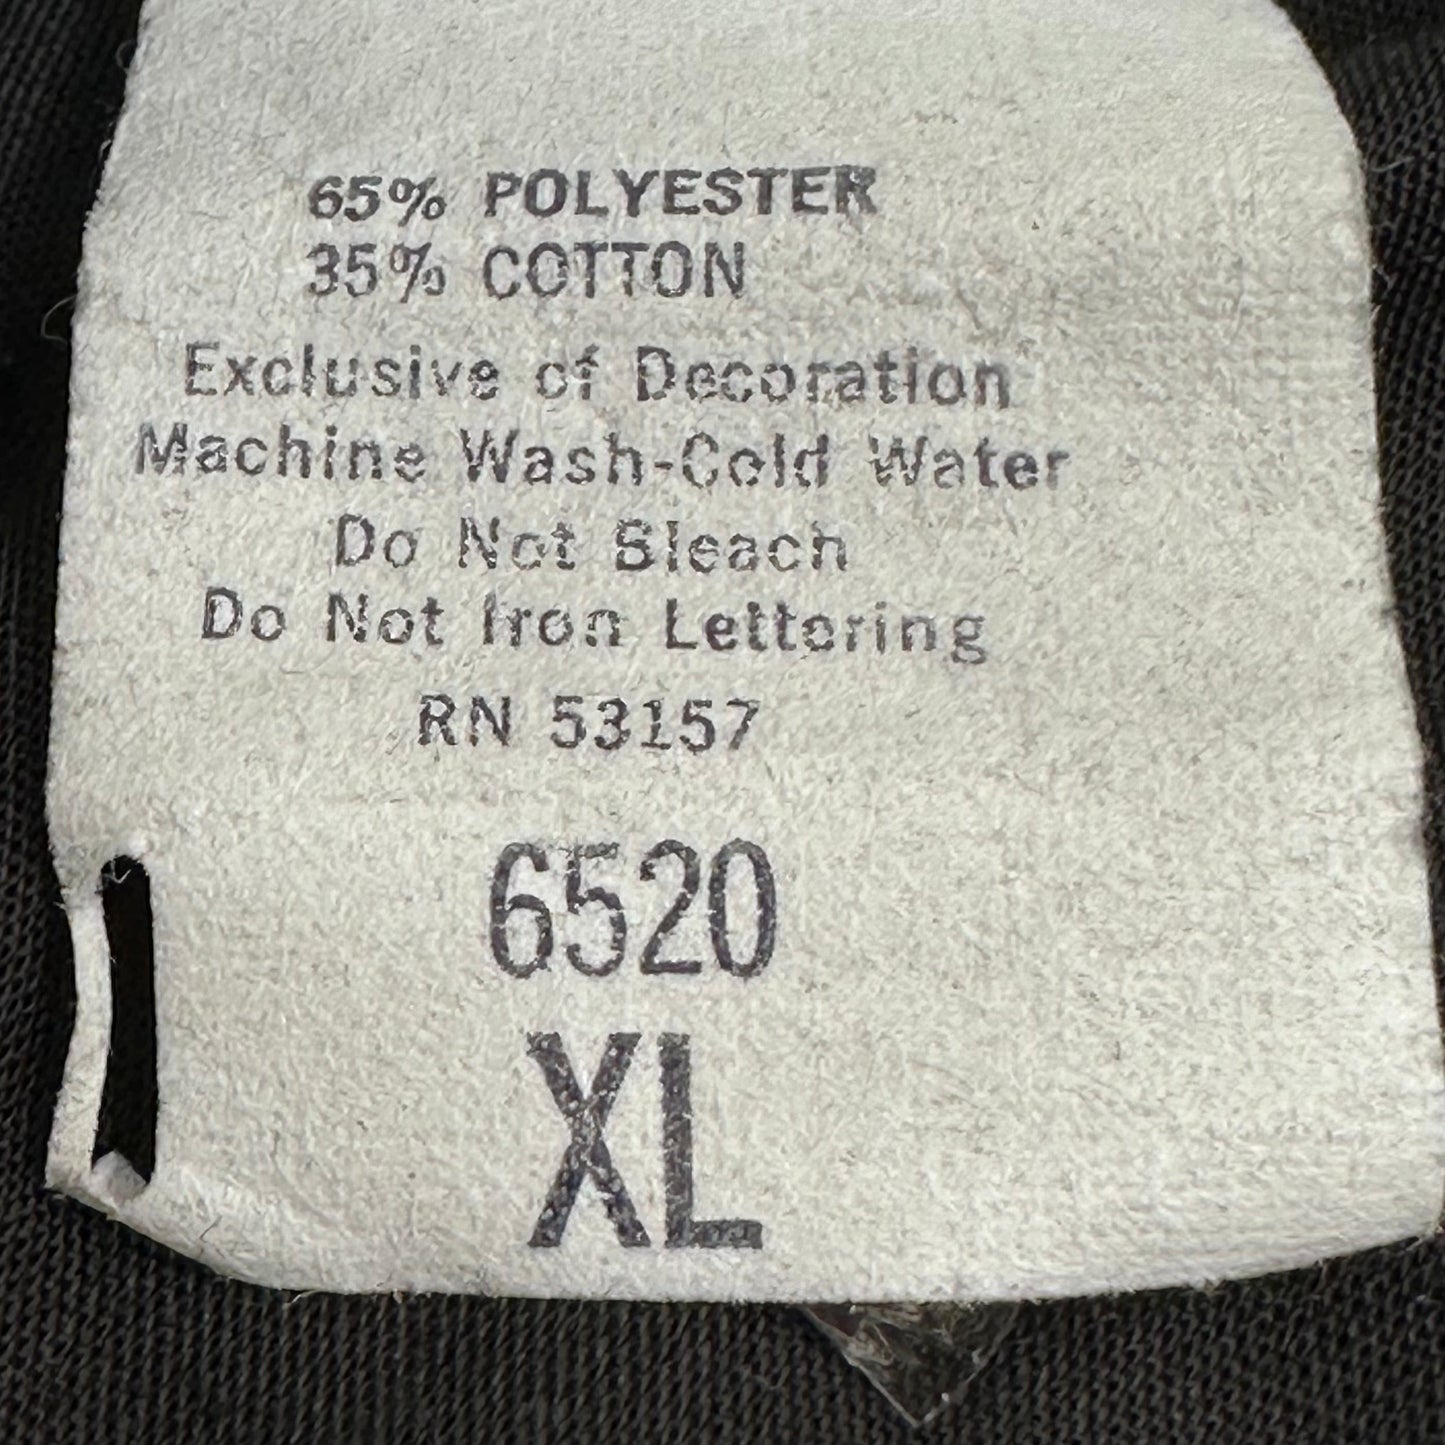 65% POLYESTER
35% COTTON
Exclusive of Decoration
Machine Wash-Cold Water
Do Not Bleach
Do Not Iron Lettering
RN 53157
6520
XL